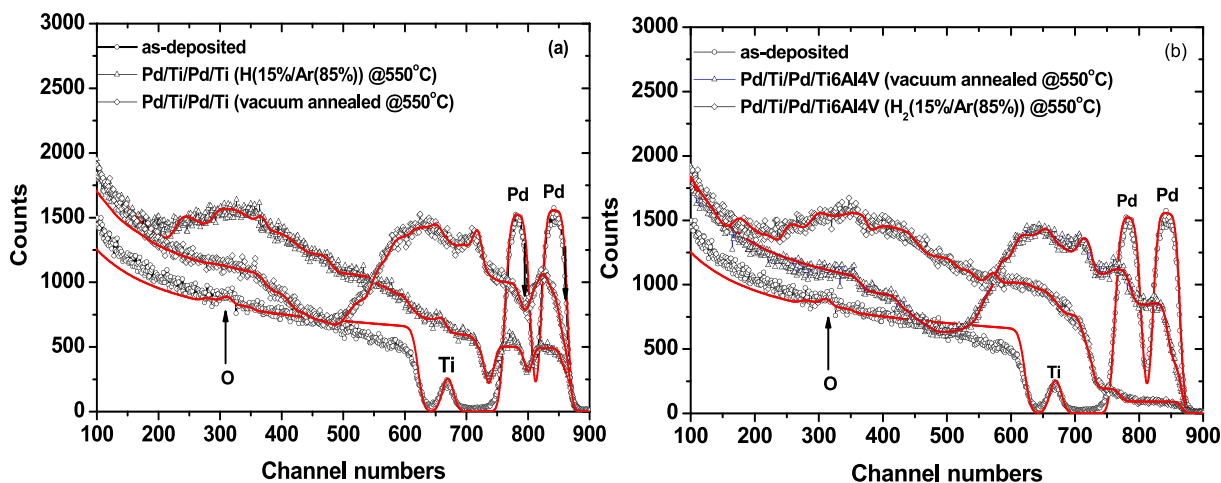 3000
2500
2000
1500
1000
500
0
Counts
(a)
as-deposited
Pd/Ti/Pd/Ti (H(15%/Ar(85%)) @550°C)
Pd/Ti/Pd/Ti (vacuum annealed @550°C)
Pd
Pd
O
Ti
100 200 300 400 500 600 700 800 900
Channel numbers
3000
2500
2000
1500
1000
500
0
Counts
(b)
as-deposited
Pd/Ti/Pd/Ti6Al4V (vacuum annealed @550°C)
Pd/Ti/Pd/Ti6Al4V (H₂(15%/Ar(85%)) @550°C)
Pd
Pd
O
Ti
100 200 300 400 500 600 700 800 900
Channel numbers